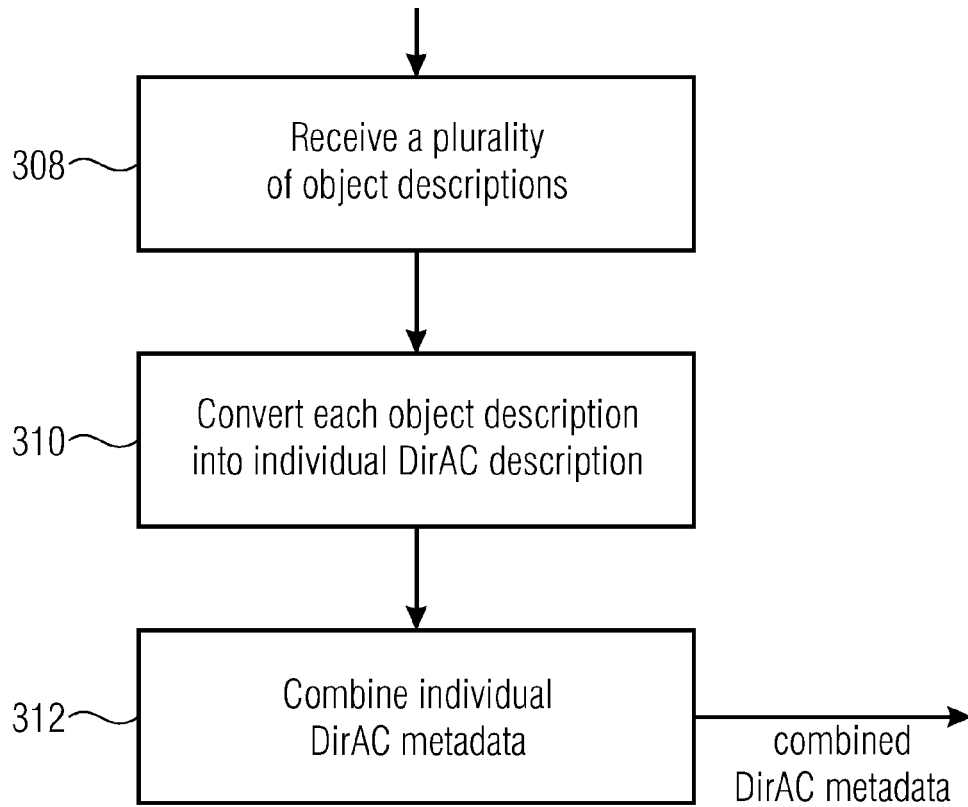 308
Receive a plurality
of object descriptions
310
Convert each object description
into individual DirAC description
312
Combine individual
DirAC metadata
combined
DirAC metadata